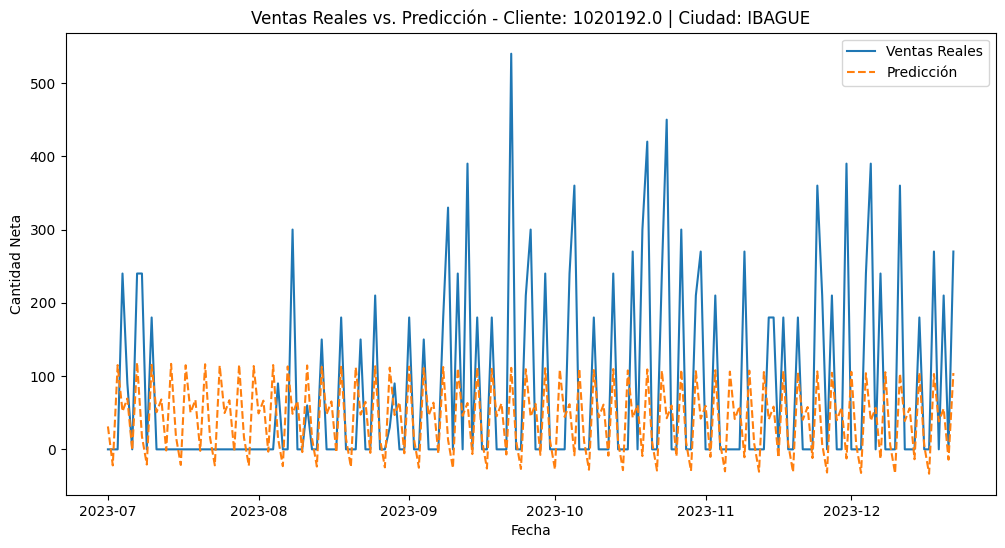 Ventas Reales vs. Predicción - Cliente: 1020192.0 | Ciudad: IBAGUE
Ventas Reales
Predicción
Cantidad Neta
500
400
300
200
100
0
2023-07
2023-08
2023-09
2023-10
2023-11
2023-12
Fecha